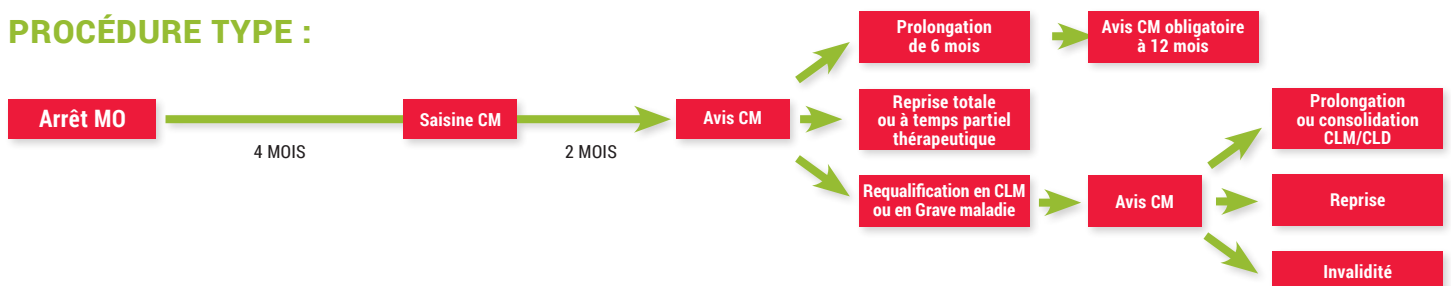 PROCÉDURE TYPE :
Arrêt MO
4 MOIS
Saisine CM
2 MOIS
Avis CM
Prolongation
de 6 mois
Avis CM obligatoire
à 12 mois
Reprise totale
ou à temps partiel
thérapeutique
Requalification en CLM
ou en Grave maladie
Avis CM
Prolongation
ou consolidation
CLM/CLD
Reprise
Invalidité